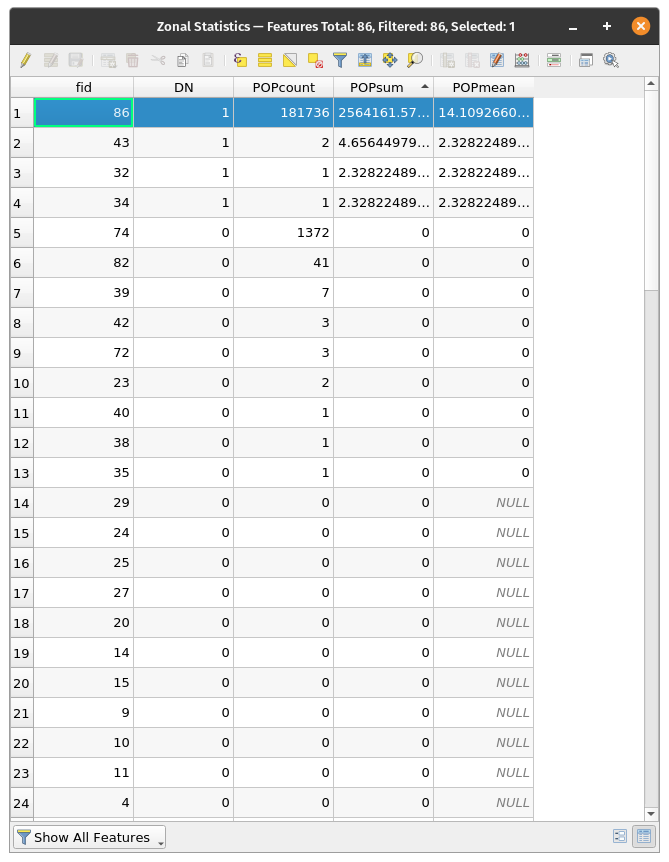 Zonal Statistics — Features Total: 86, Filtered: 86, Selected: 1
fid DN POPcount POPsum POPmean
1 86 1 181736 2564161.57... 14.1092660...
2 43 1 2 4.65644979... 2.32822489...
3 32 1 1 2.32822489... 2.32822489...
4 34 1 1 2.32822489... 2.32822489...
5 74 0 1372 0 0
6 82 0 41 0 0
7 39 0 7 0 0
8 42 0 3 0 0
9 72 0 3 0 0
10 23 0 2 0 0
11 40 0 1 0 0
12 38 0 1 0 0
13 35 0 1 0 0
14 29 0 0 0 NULL
15 24 0 0 0 NULL
16 25 0 0 0 NULL
17 27 0 0 0 NULL
18 20 0 0 0 NULL
19 14 0 0 0 NULL
20 15 0 0 0 NULL
21 9 0 0 0 NULL
22 10 0 0 0 NULL
23 11 0 0 0 NULL
24 4 0 0 0 NULL
Show All Features